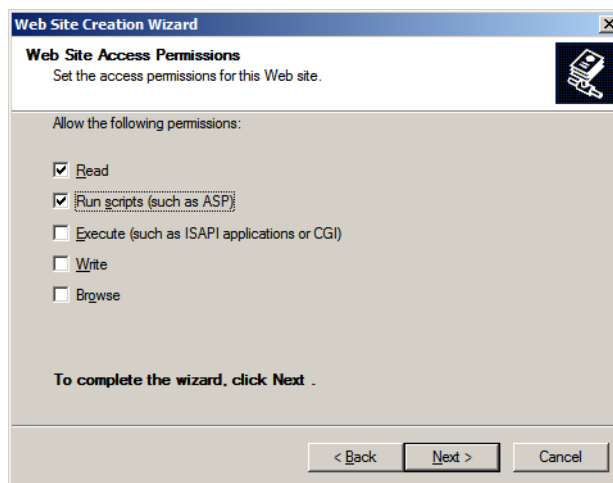 Web Site Creation Wizard
Web Site Access Permissions
Set the access permissions for this Web site.
Allow the following permissions:
Read
Run scripts (such as ASP)
Execute (such as ISAPI applications or CGI)
Write
Browse
To complete the wizard, click Next .
< Back Next > Cancel